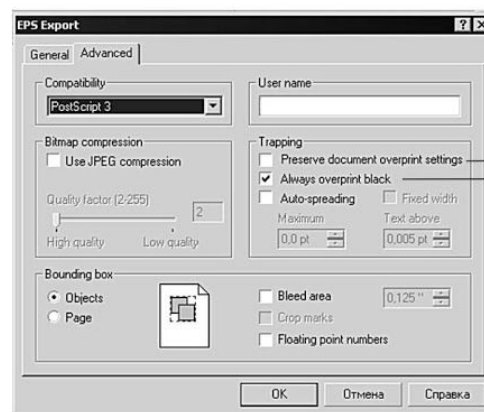 EPS Export
General Advanced
Compatibility
PostScript 3
User name
Bitmap compression
Use JPEG compression
Quality factor (2-255)
2
High quality Low quality
Trapping
Preserve document overprint settings
Always overprint black
Auto-spreading Fixed width
Maximum Text above
0,0 pt 0,005 pt
Bounding box
Objects
Page
Bleed area 0,125 "
Crop marks
Floating point numbers
OK Отмена Справка